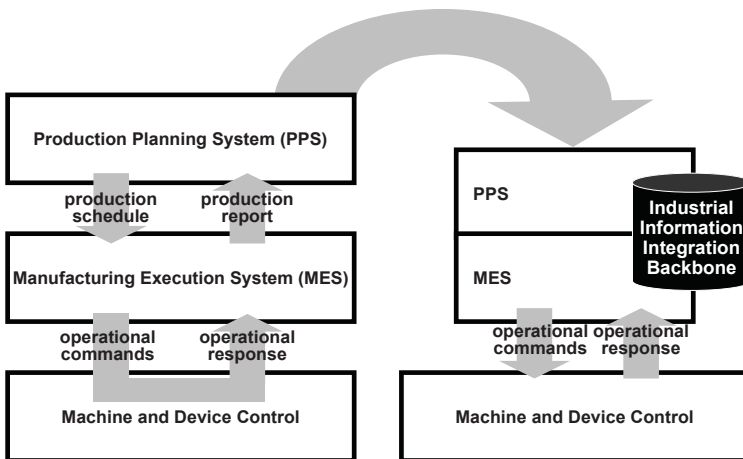 Production Planning System (PPS)
production
schedule
production
report
Manufacturing Execution System (MES)
operational
commands
operational
response
Machine and Device Control
PPS
Industrial
Information
Integration
Backbone
MES
operational
commands
operational
response
Machine and Device Control